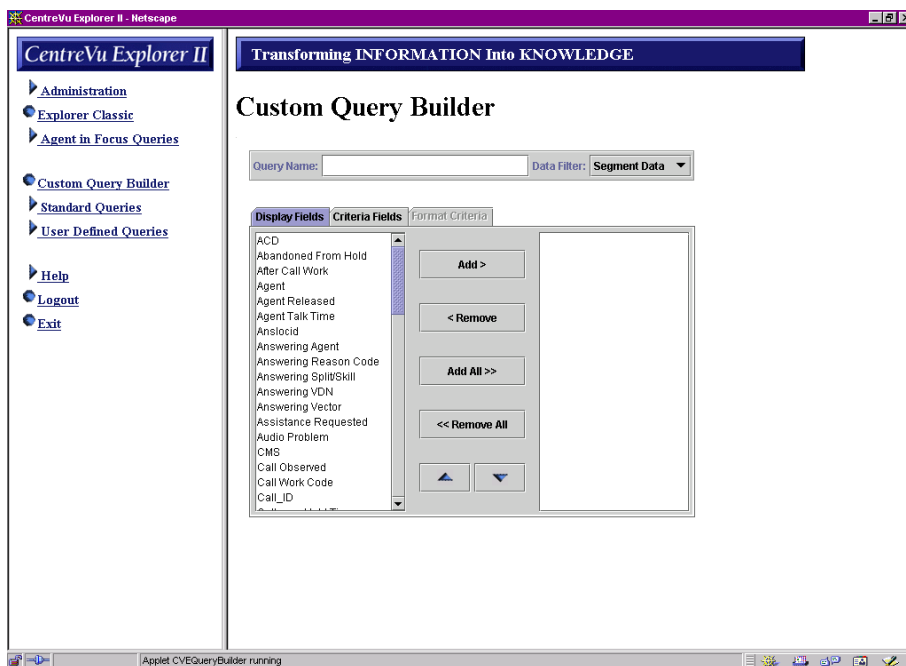 CentreVu Explorer II - Netscape
CentreVu Explorer II
Administration
Explorer Classic
Agent in Focus Queries
Custom Query Builder
Standard Queries
User Defined Queries
Help
Logout
Exit
Transforming INFORMATION Into KNOWLEDGE
Custom Query Builder
Query Name:
Data Filter: Segment Data
Display Fields Criteria Fields Format Criteria
ACD
Abandoned From Hold
After Call Work
Agent
Agent Released
Agent Talk Time
Anslocid
Answering Agent
Answering Reason Code
Answering Split/Skill
Answering VDN
Answering Vector
Assistance Requested
Audio Problem
CMS
Call Observed
Call Work Code
Call_ID
Add >
< Remove
Add All >>
<< Remove All
Applet CVEQueryBuilder running